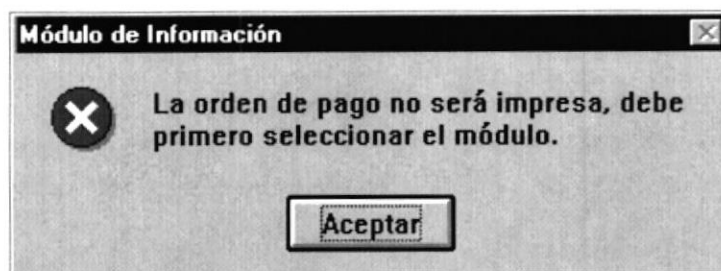 Módulo de Información
La orden de pago no será impresa, debe
primero seleccionar el módulo.
Aceptar